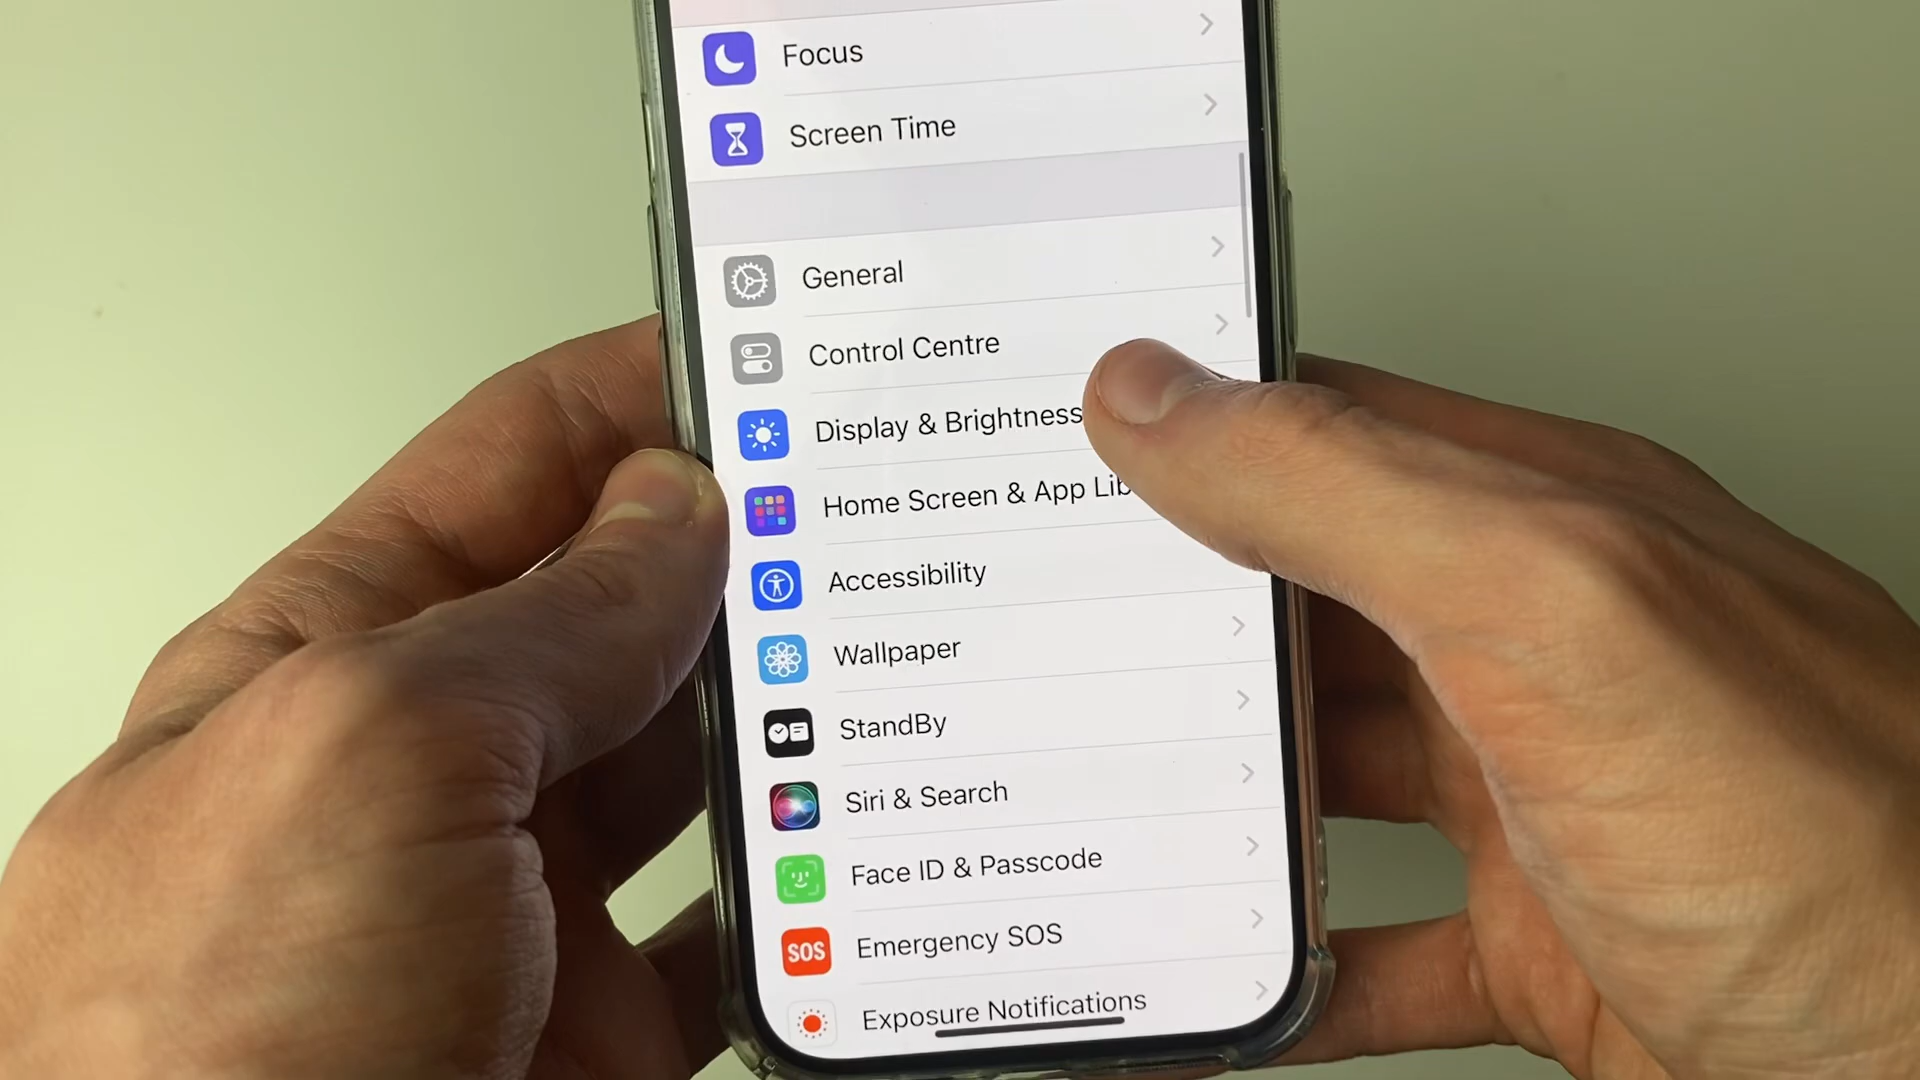 Focus
Screen Time
General
Control Centre
Display & Brightness
Home Screen & App Lib
Accessibility
Wallpaper
StandBy
Siri & Search
Face ID & Passcode
SOS
Emergency SOS
Exposure Notifications